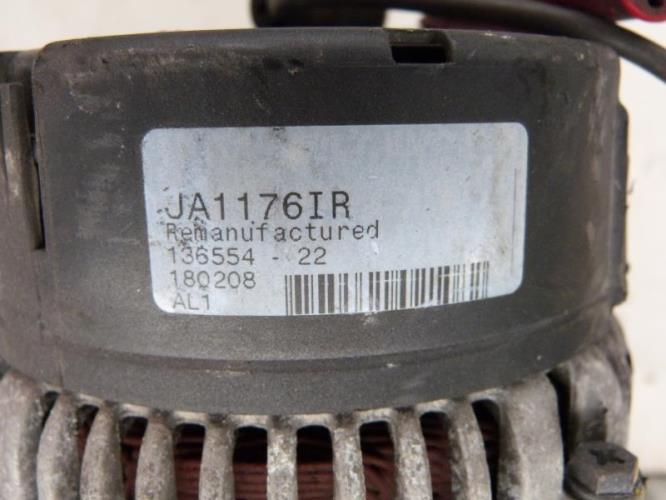 JA1176IR
Remanufactured
136554 - 22
180208
AL1